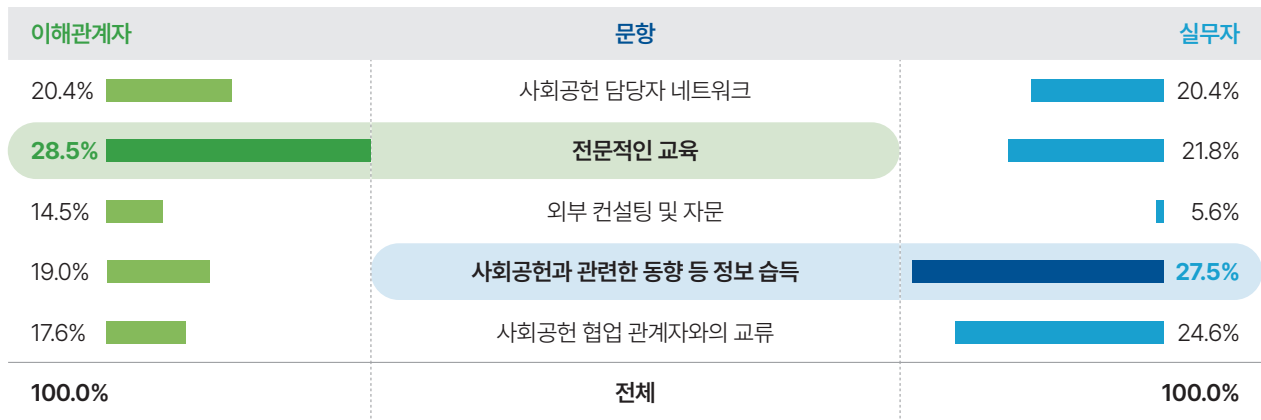 이해관계자 문항 실무자
20.4% 사회공헌 담당자 네트워크 20.4%
28.5% 전문적인 교육 21.8%
14.5% 외부 컨설팅 및 자문 5.6%
19.0% 사회공헌과 관련한 동향 등 정보 습득 27.5%
17.6% 사회공헌 협업 관계자와의 교류 24.6%
100.0% 전체 100.0%